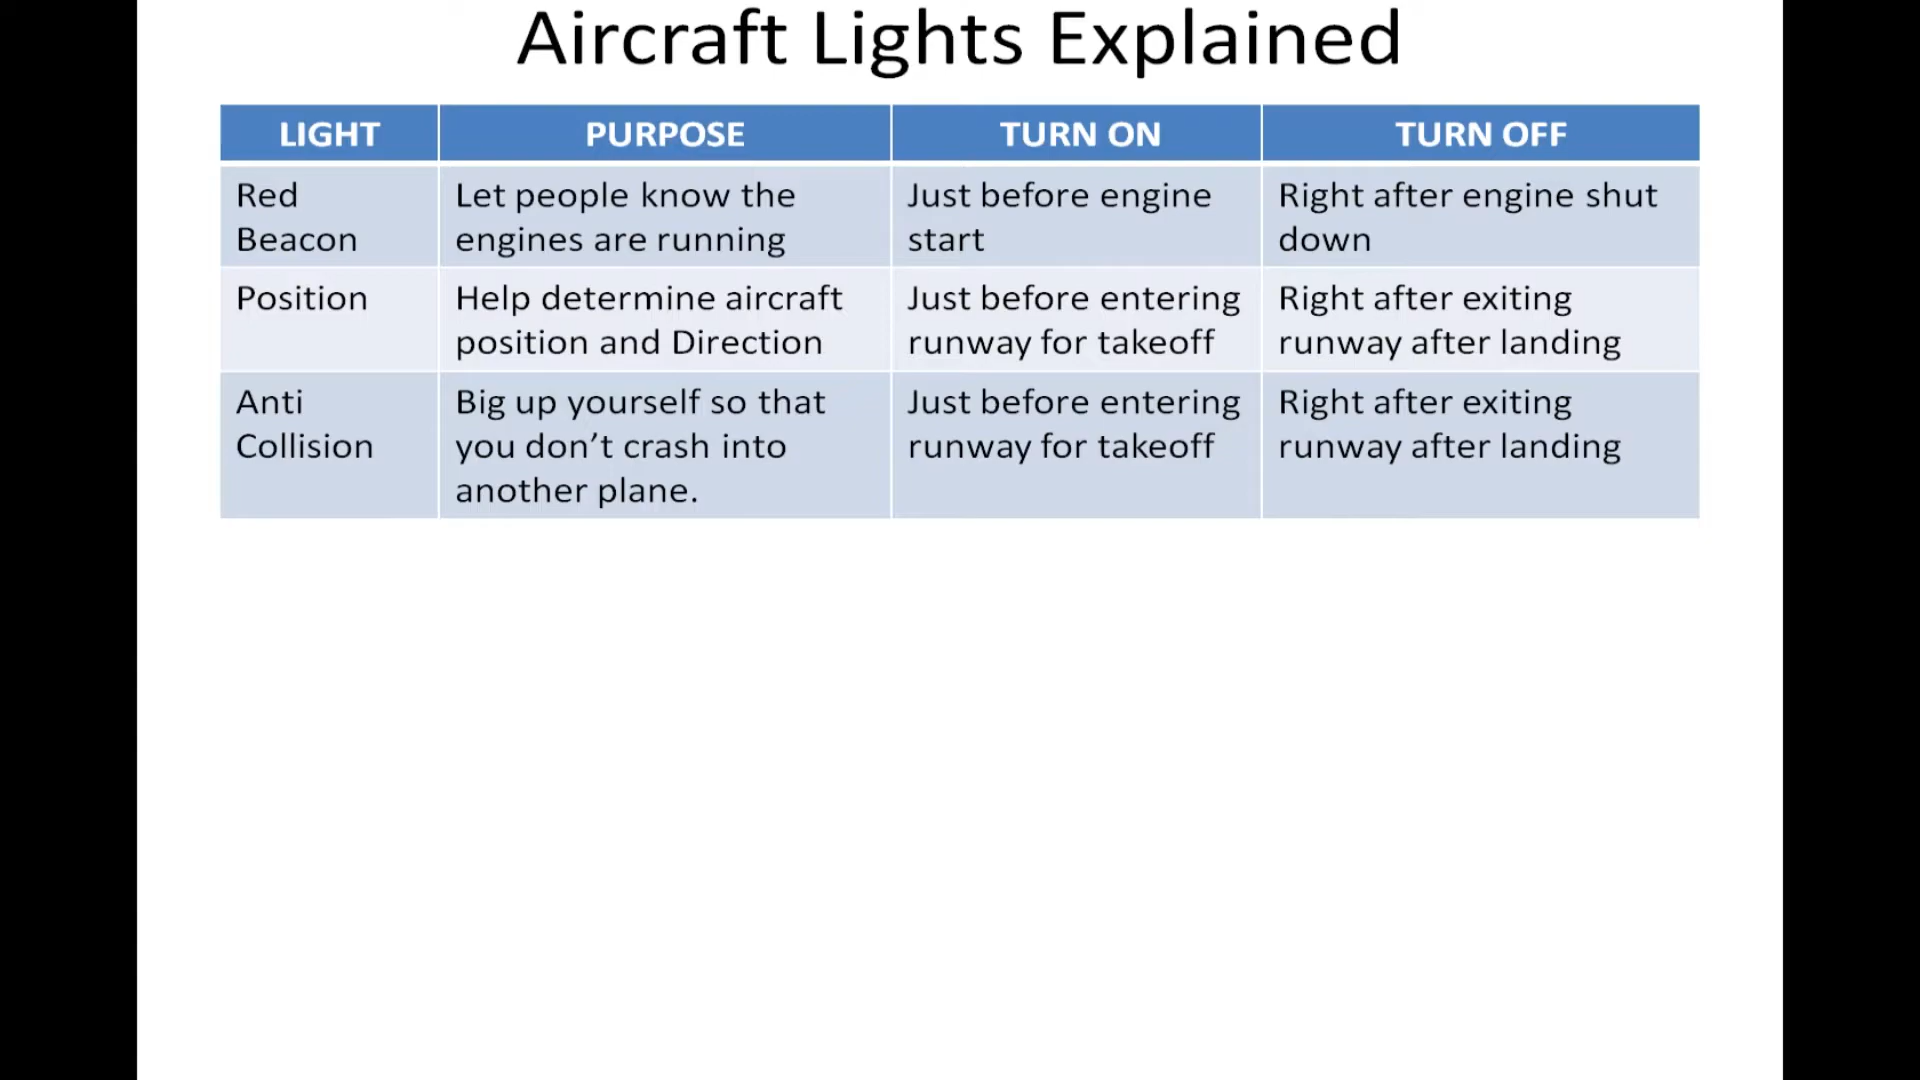 Aircraft Lights Explained
LIGHT PURPOSE TURN ON TURN OFF
Red
Beacon
Let people know the
engines are running
Just before engine
start
Right after engine shut
down
Position
Help determine aircraft
position and Direction
Just before entering
runway for takeoff
Right after exiting
runway after landing
Anti
Collision
Big up yourself so that
you don’t crash into
another plane.
Just before entering
runway for takeoff
Right after exiting
runway after landing